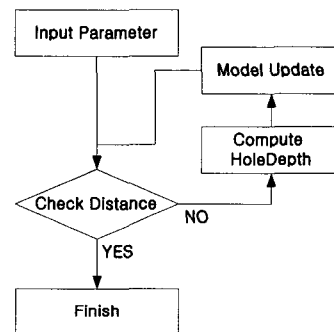 Input Parameter
Model Update
Compute
HoleDepth
Check Distance
NO
YES
Finish